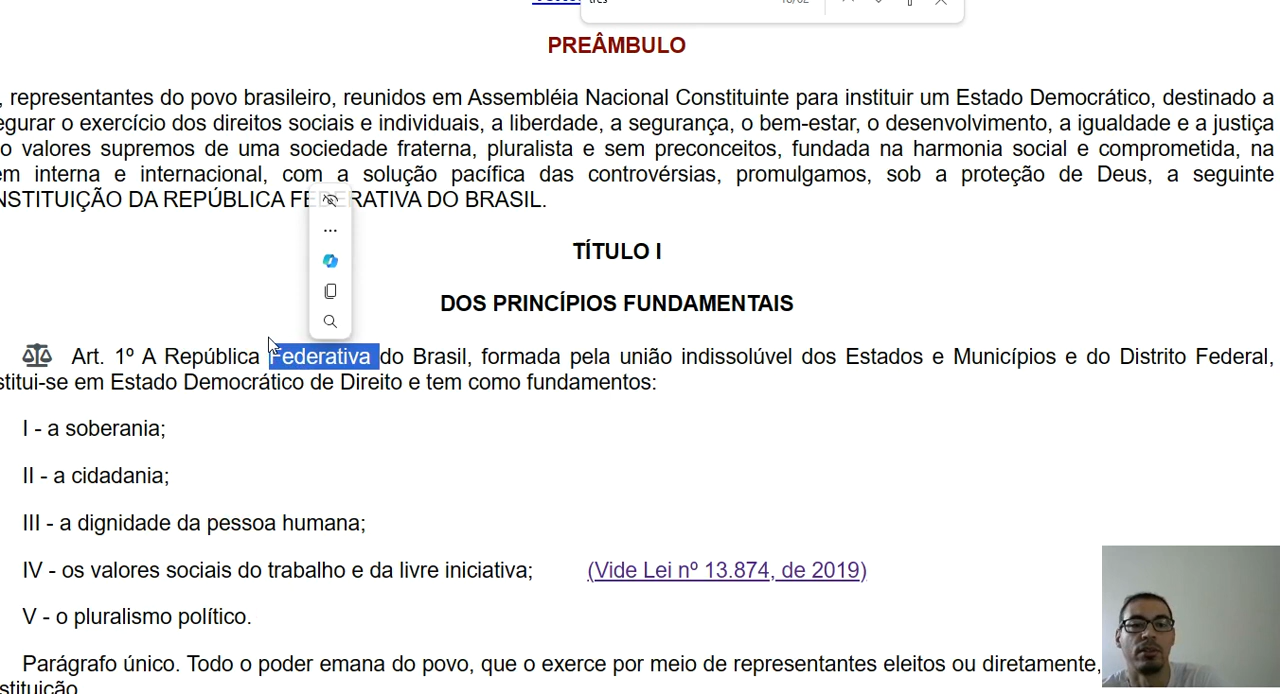 três
PREÂMBULO
, representantes do povo brasileiro, reunidos em Assembléia Nacional Constituinte para instituir um Estado Democrático, destinado a
egurar o exercício dos direitos sociais e individuais, a liberdade, a segurança, o bem-estar, o desenvolvimento, a igualdade e a justiça
o valores supremos de uma sociedade fraterna, pluralista e sem preconceitos, fundada na harmonia social e comprometida, na
em interna e internacional, com a solução pacífica das controvérsias, promulgamos, sob a proteção de Deus, a seguinte
NSTITUIÇÃO DA REPÚBLICA FEDERATIVA DO BRASIL.
TÍTULO I
DOS PRINCÍPIOS FUNDAMENTAIS
Art. 1º A República Federativa do Brasil, formada pela união indissolúvel dos Estados e Municípios e do Distrito Federal,
stitui-se em Estado Democrático de Direito e tem como fundamentos:
I - a soberania;
II - a cidadania;
III - a dignidade da pessoa humana;
IV - os valores sociais do trabalho e da livre iniciativa; (Vide Lei nº 13.874, de 2019)
V - o pluralismo político.
Parágrafo único. Todo o poder emana do povo, que o exerce por meio de representantes eleitos ou diretamente,
stituição